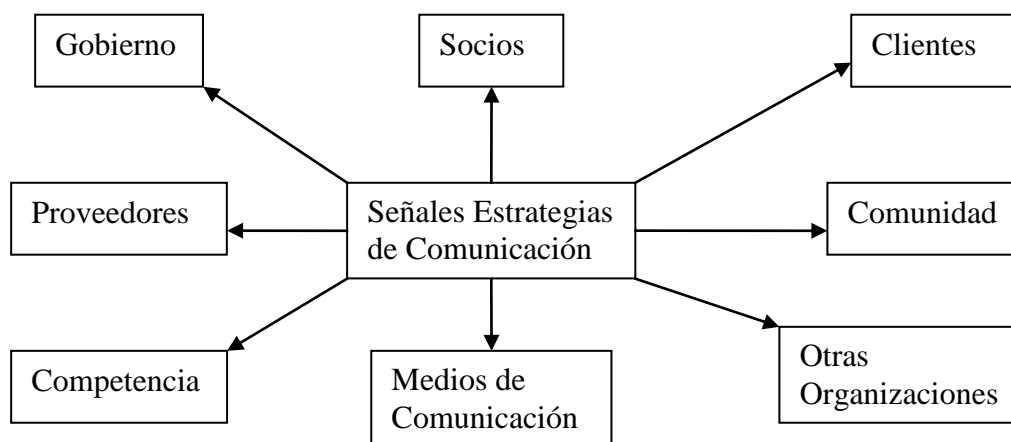 Gobierno
Socios
Clientes
Proveedores
Señales Estrategias
de Comunicación
Comunidad
Competencia
Medios de
Comunicación
Otras
Organizaciones